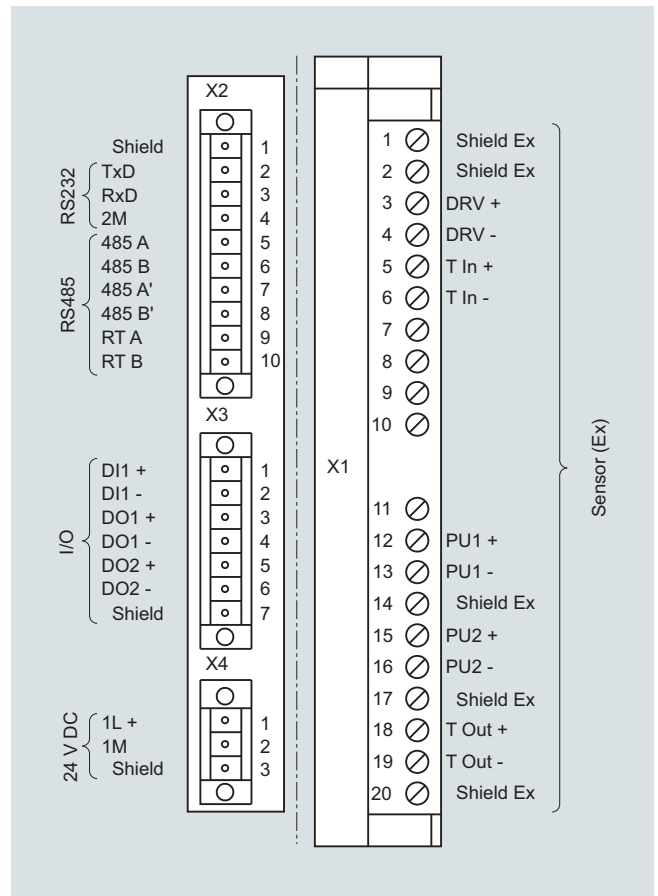 X2
Shield 1
RS232
TxD 2
RxD 3
2M 4
RS485
485 A 5
485 B 6
485 A' 7
485 B' 8
RT A 9
RT B 10
X3
I/O
DI1 + 1
DI1 - 2
DO1 + 3
DO1 - 4
DO2 + 5
DO2 - 6
Shield 7
X4
24 V DC
1L + 1
1M 2
Shield 3
X1
1 Shield Ex
2 Shield Ex
3 DRV +
4 DRV -
5 T In +
6 T In -
7
8
9
10
11
12 PU1 +
13 PU1 -
14 Shield Ex
15 PU2 +
16 PU2 -
17 Shield Ex
18 T Out +
19 T Out -
20 Shield Ex
Sensor (Ex)